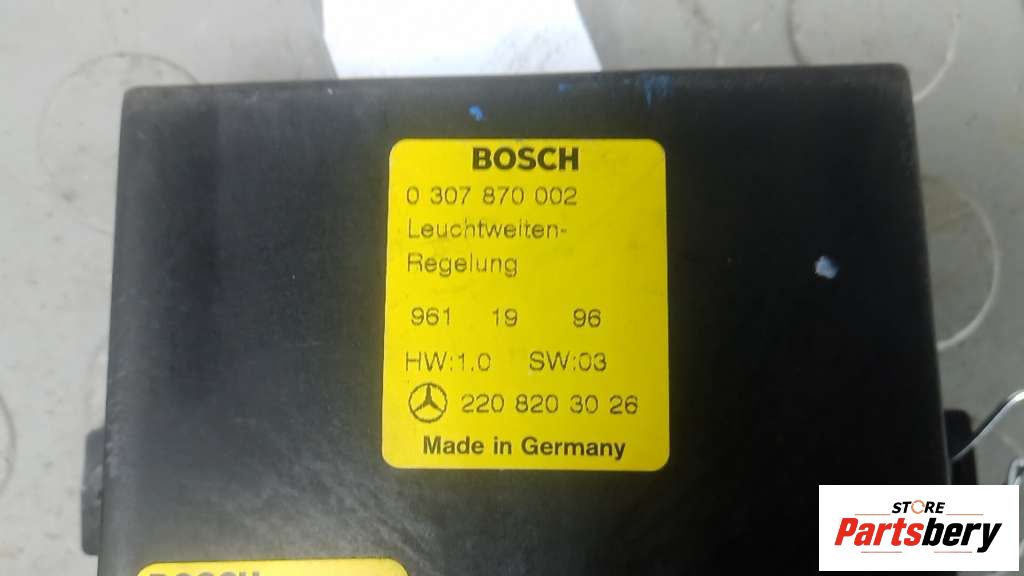 BOSCH
0 307 870 002
Leuchtweiten-
Regelung
961 19 96
HW:1.0 SW:03
220 820 30 26
Made in Germany
BOSCH
STORE
Partsbery